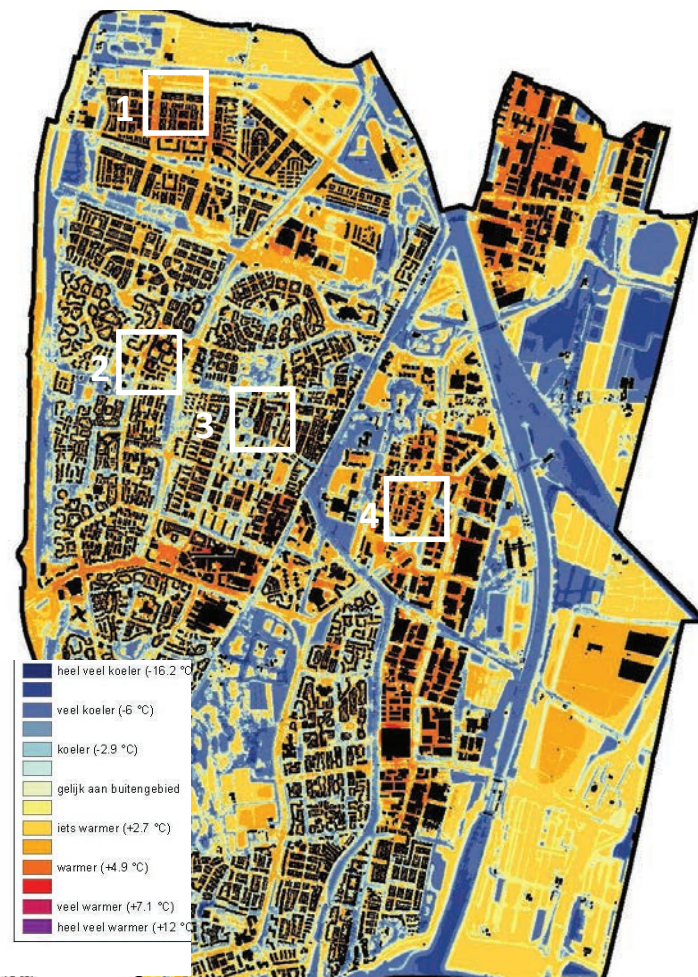 1
2
3
4
heel veel koeler (-16.2 °C)
veel koeler (-6 °C)
koeler (-2.9 °C)
gelijk aan buitengebied
iets warmer (+2.7 °C)
warmer (+4.9 °C)
veel warmer (+7.1 °C)
heel veel warmer (+12 °C)